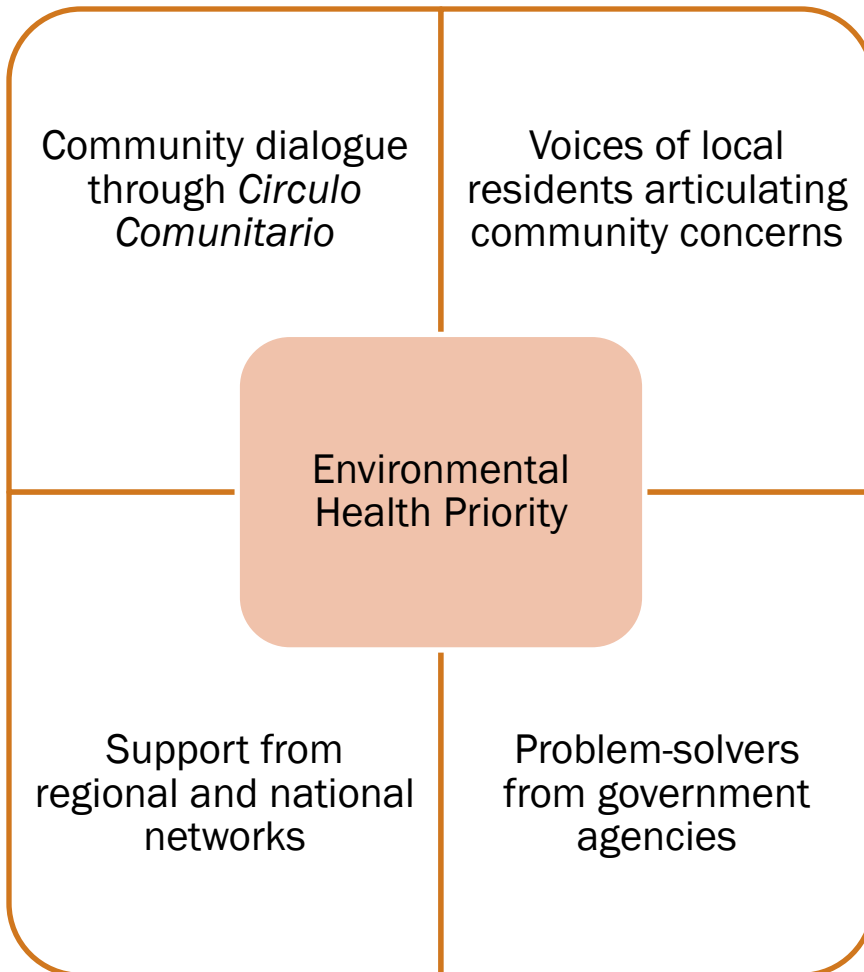 Community dialogue
through Circulo
Comunitario
Voices of local
residents articulating
community concerns
Environmental
Health Priority
Support from
regional and national
networks
Problem-solvers
from government
agencies